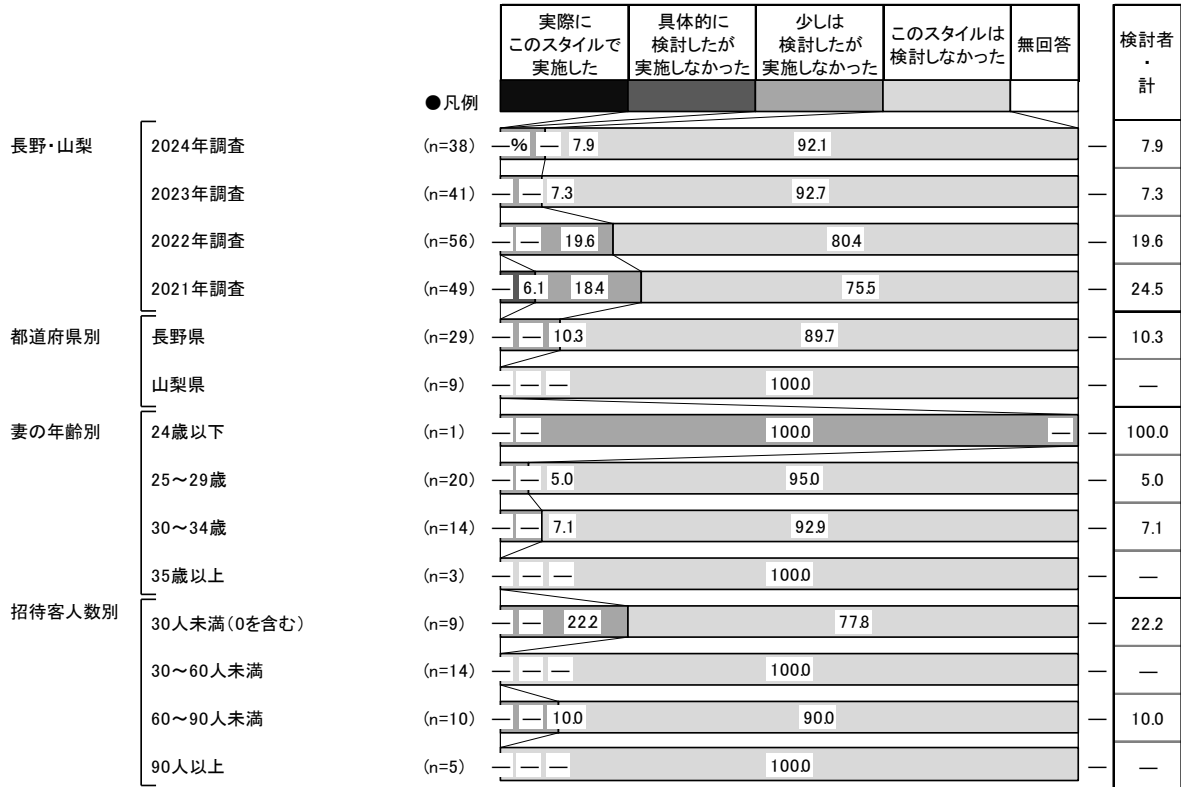 実際に
このスタイルで
実施した
具体的に
検討したが
実施しなかった
少しは
検討したが
実施しなかった
このスタイルは
検討しなかった
無回答
検討者
・
計
●凡例
長野・山梨 2024年調査 (n=38) —% — 7.9 92.1 — 7.9
2023年調査 (n=41) — — 7.3 92.7 — 7.3
2022年調査 (n=56) — — 19.6 80.4 — 19.6
2021年調査 (n=49) — 6.1 18.4 75.5 — 24.5
都道府県別 長野県 (n=29) — — 10.3 89.7 — 10.3
山梨県 (n=9) — — — 100.0 — —
妻の年齢別 24歳以下 (n=1) — — 100.0 — — 100.0
25~29歳 (n=20) — — 5.0 95.0 — 5.0
30~34歳 (n=14) — — 7.1 92.9 — 7.1
35歳以上 (n=3) — — — 100.0 — —
招待客人数別 30人未満(0を含む) (n=9) — — 22.2 77.8 — 22.2
30~60人未満 (n=14) — — — 100.0 — —
60~90人未満 (n=10) — — 10.0 90.0 — 10.0
90人以上 (n=5) — — — 100.0 — —